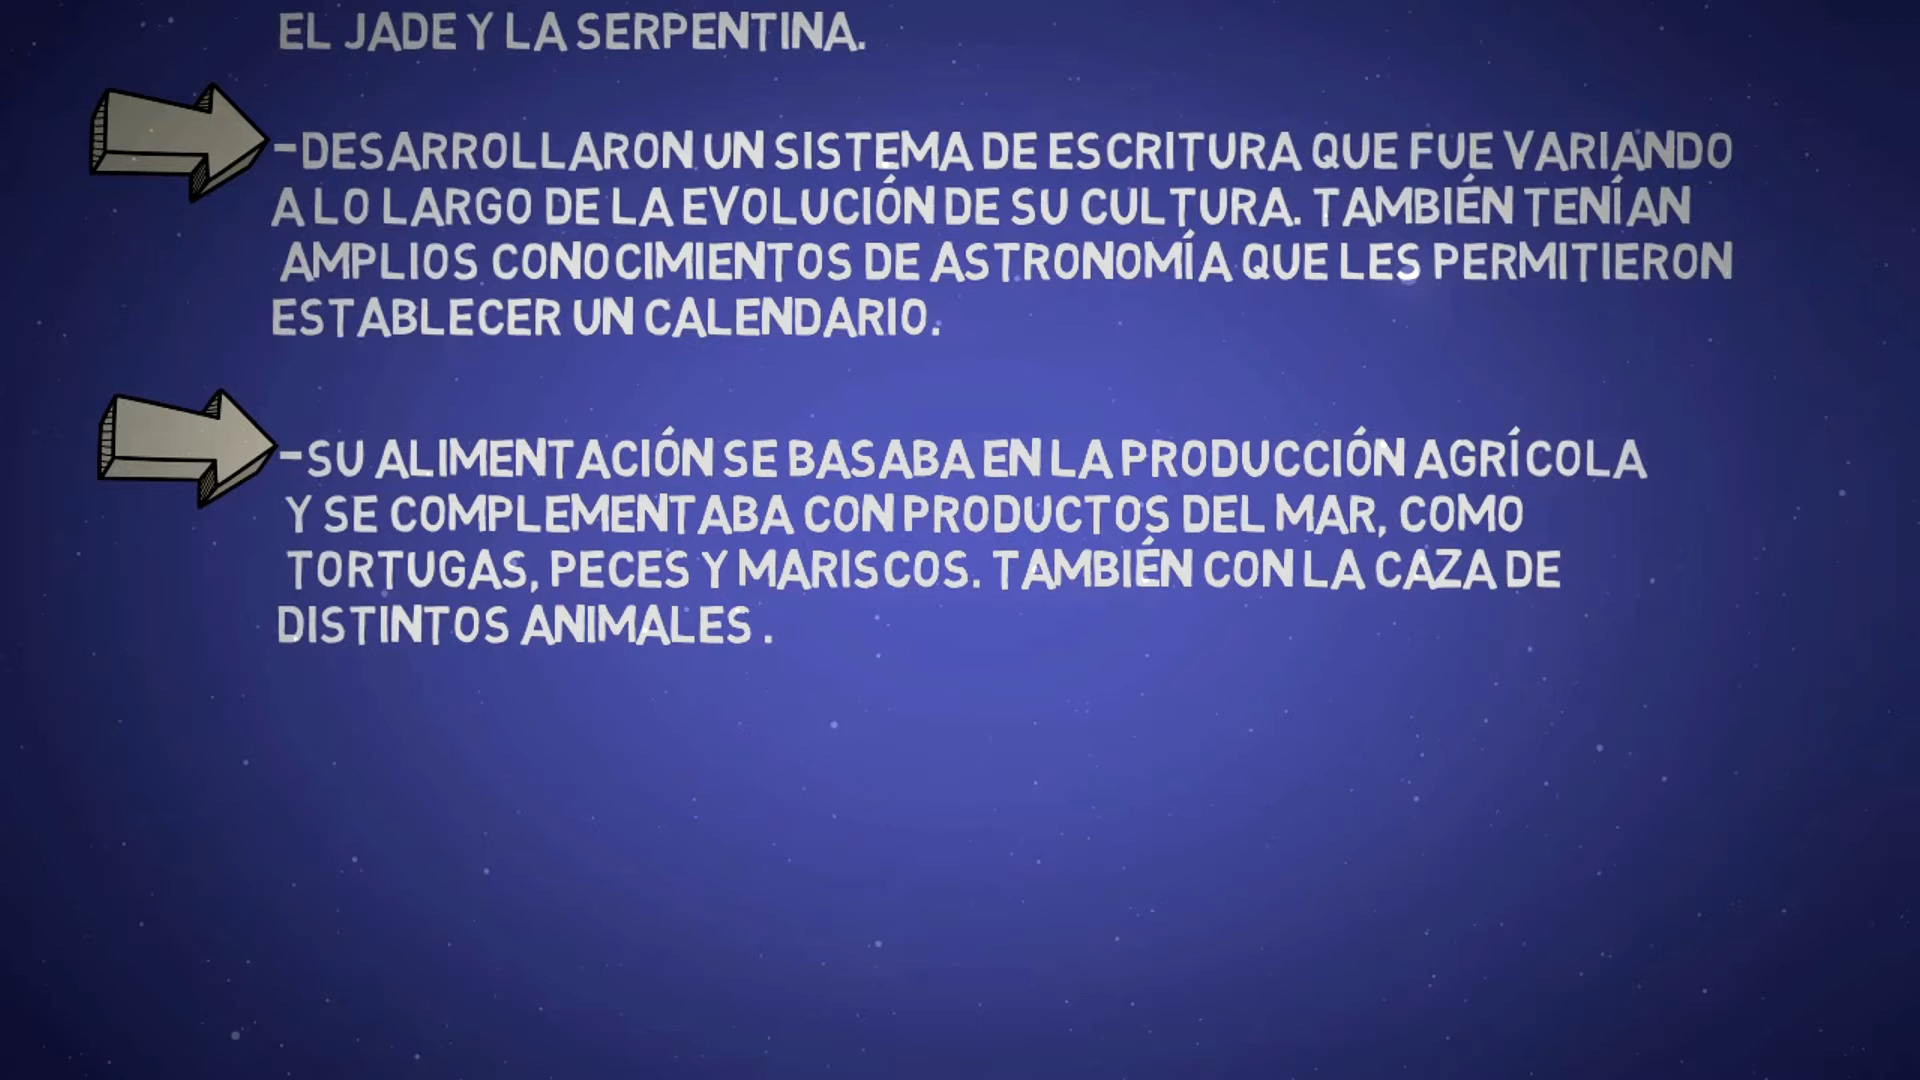 EL JADE Y LA SERPENTINA.
-DESARROLLARON UN SISTEMA DE ESCRITURA QUE FUE VARIANDO
A LO LARGO DE LA EVOLUCIÓN DE SU CULTURA. TAMBIÉN TENÍAN
AMPLIOS CONOCIMIENTOS DE ASTRONOMÍA QUE LES PERMITIERON
ESTABLECER UN CALENDARIO.
-SU ALIMENTACIÓN SE BASABA EN LA PRODUCCIÓN AGRÍCOLA
Y SE COMPLEMENTABA CON PRODUCTOS DEL MAR, COMO
TORTUGAS, PECES Y MARISCOS. TAMBIÉN CON LA CAZA DE
DISTINTOS ANIMALES .